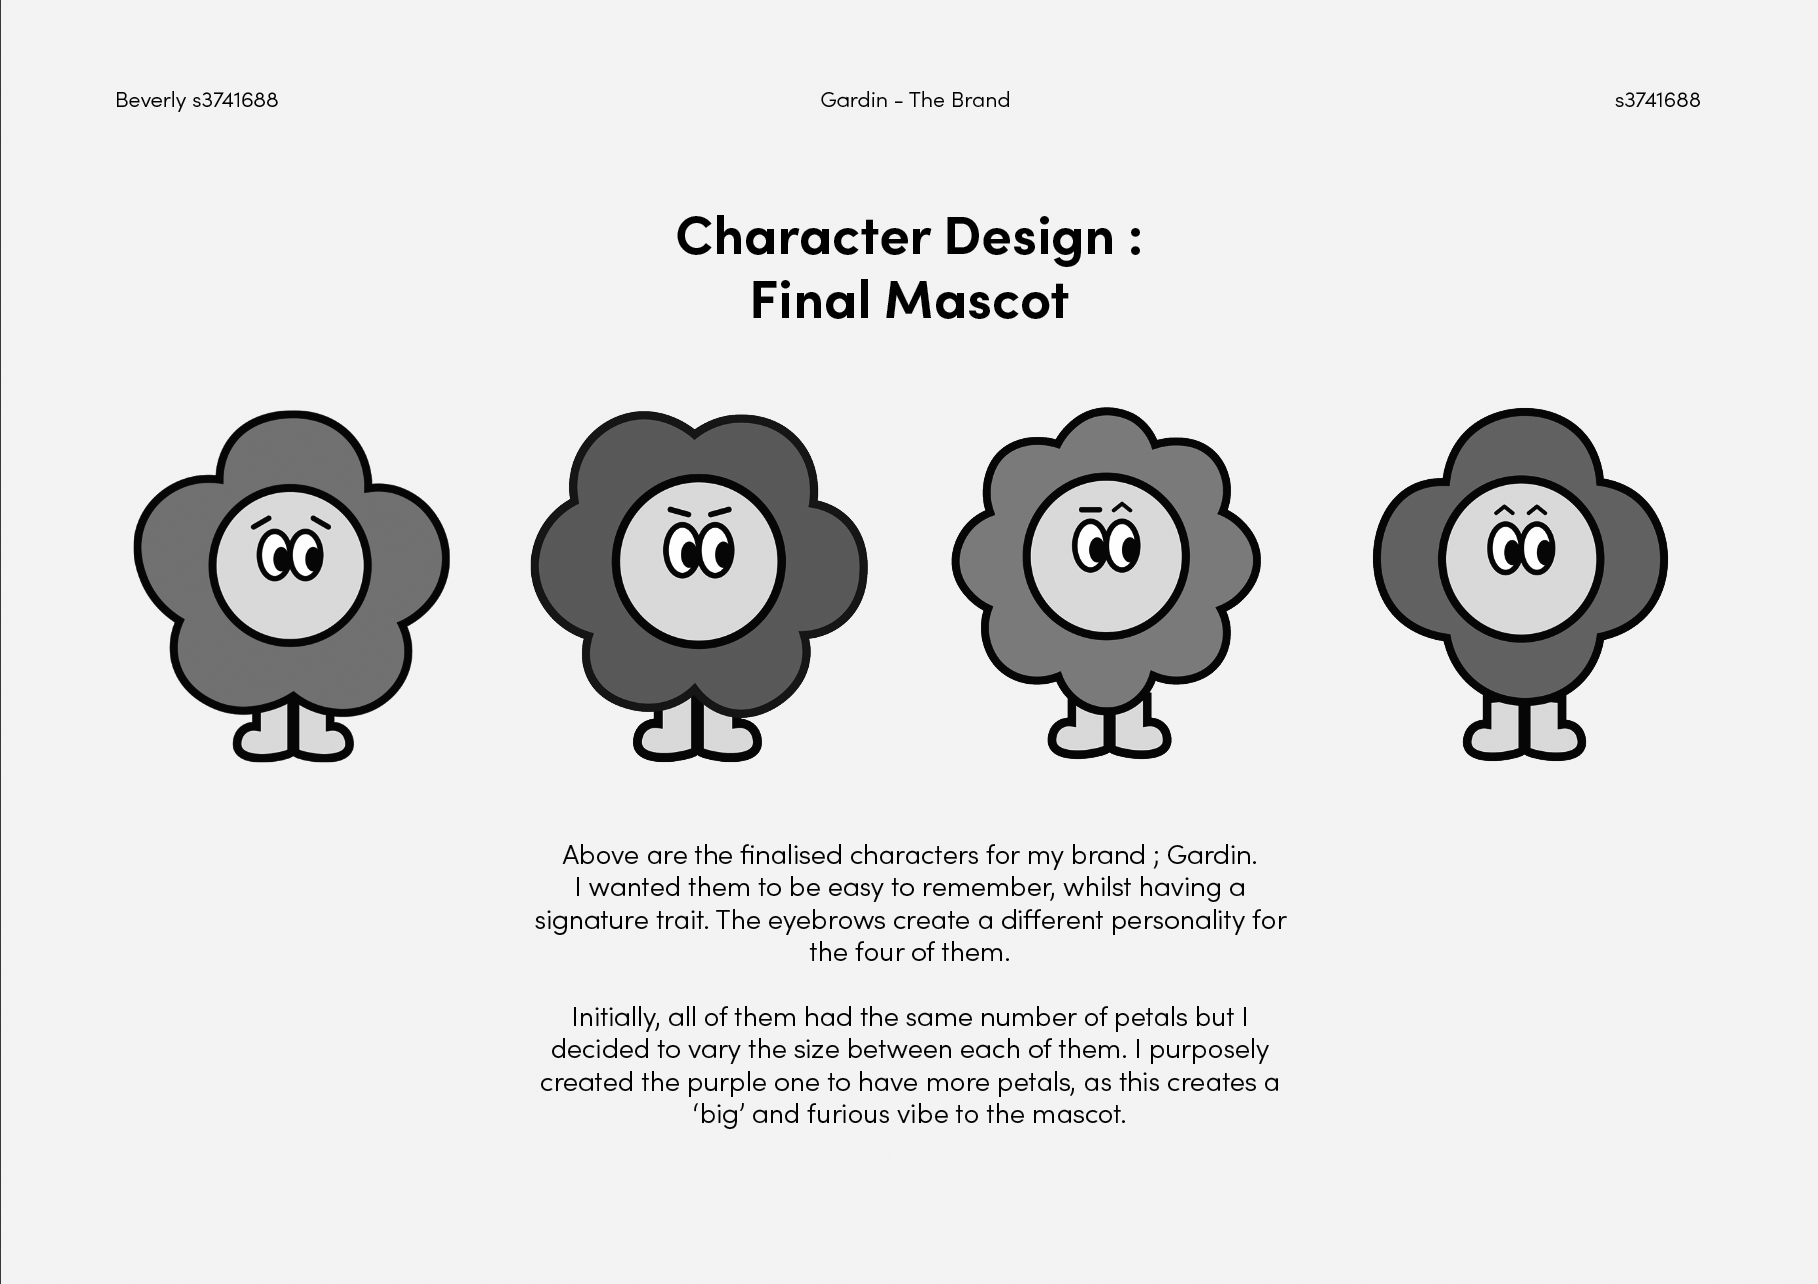 Beverly s3741688
Gardin - The Brand
s3741688
Character Design :
Final Mascot
Above are the finalised characters for my brand ; Gardin.
I wanted them to be easy to remember, whilst having a
signature trait. The eyebrows create a different personality for
the four of them.
Initially, all of them had the same number of petals but I
decided to vary the size between each of them. I purposely
created the purple one to have more petals, as this creates a
‘big’ and furious vibe to the mascot.